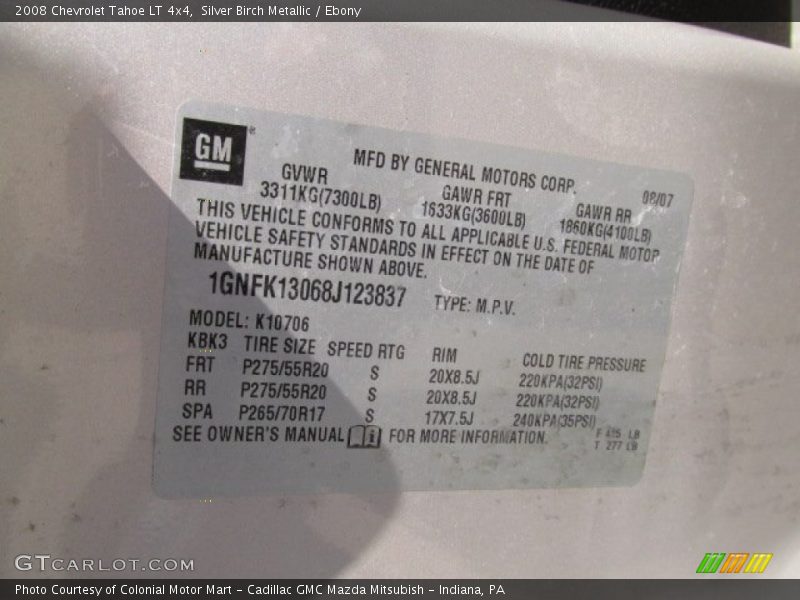 2008 Chevrolet Tahoe LT 4x4, Silver Birch Metallic / Ebony
GM®
MFD BY GENERAL MOTORS CORP.
08/07
GVWR GAWR FRT GAWR RR
3311KG(7300LB) 1633KG(3600LB) 1860KG(4100LB)
THIS VEHICLE CONFORMS TO ALL APPLICABLE U.S. FEDERAL MOTOR
VEHICLE SAFETY STANDARDS IN EFFECT ON THE DATE OF
MANUFACTURE SHOWN ABOVE.
1GNFK13068J123837 TYPE: M.P.V.
MODEL: K10706
KBK3 TIRE SIZE SPEED RTG RIM COLD TIRE PRESSURE
FRT P275/55R20 S 20X8.5J 220KPA(32PSI)
RR P275/55R20 S 20X8.5J 220KPA(32PSI)
SPA P265/70R17 S 17X7.5J 240KPA(35PSI)
SEE OWNER'S MANUAL FOR MORE INFORMATION.
F LB
T 277 LB
GTCARLOT.COM
Photo Courtesy of Colonial Motor Mart - Cadillac GMC Mazda Mitsubish - Indiana, PA